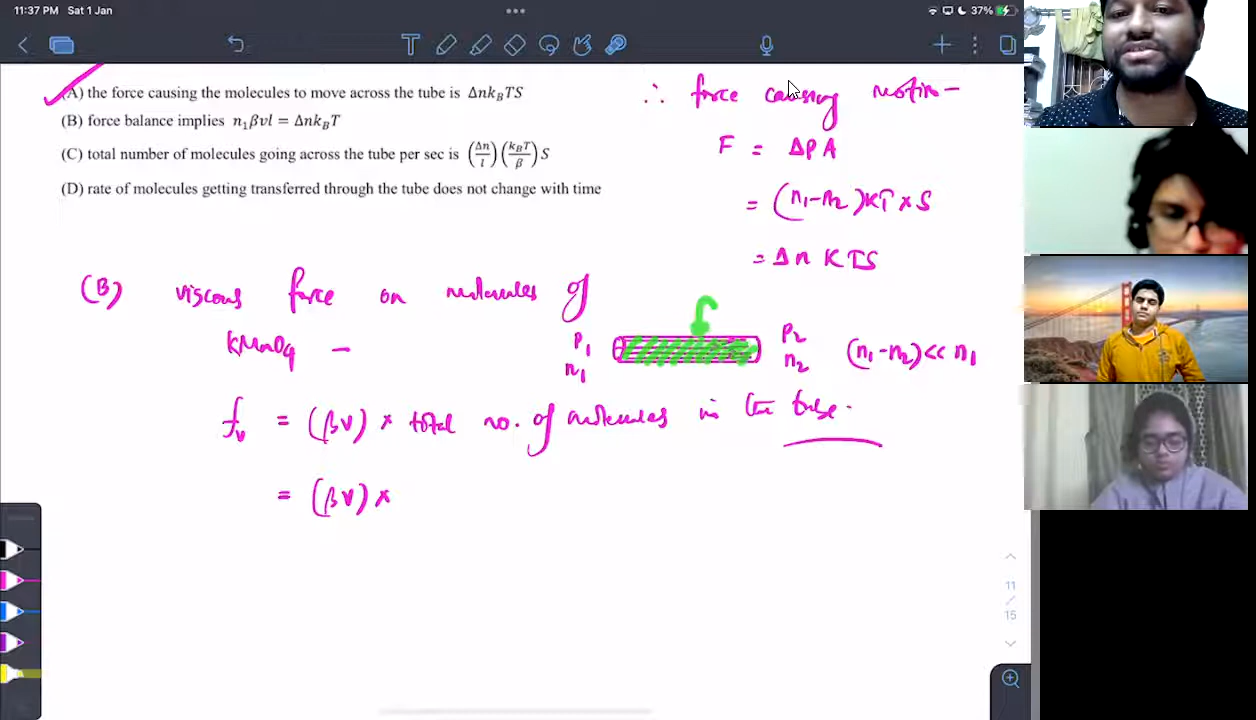 11:37 PM Sat 1 Jan
37%
(A) the force causing the molecules to move across the tube is Δnk_BTS
(B) force balance implies n₁βvl = Δnk_BT
(C) total number of molecules going across the tube per sec is (Δn/l)(k_BT/β)S
(D) rate of molecules getting transferred through the tube does not change with time
∴ force causing motion –
F = ΔPA
= (n₁-n₂)KT × S
= Δn KTS
(B) viscous force on molecules of
KMnO₄ –
P₁
n₁
P₂
n₂
(n₁-n₂) << n₁
f_v = (βv) × total no. of molecules in the tube.
= (βv) ×
11
/
15